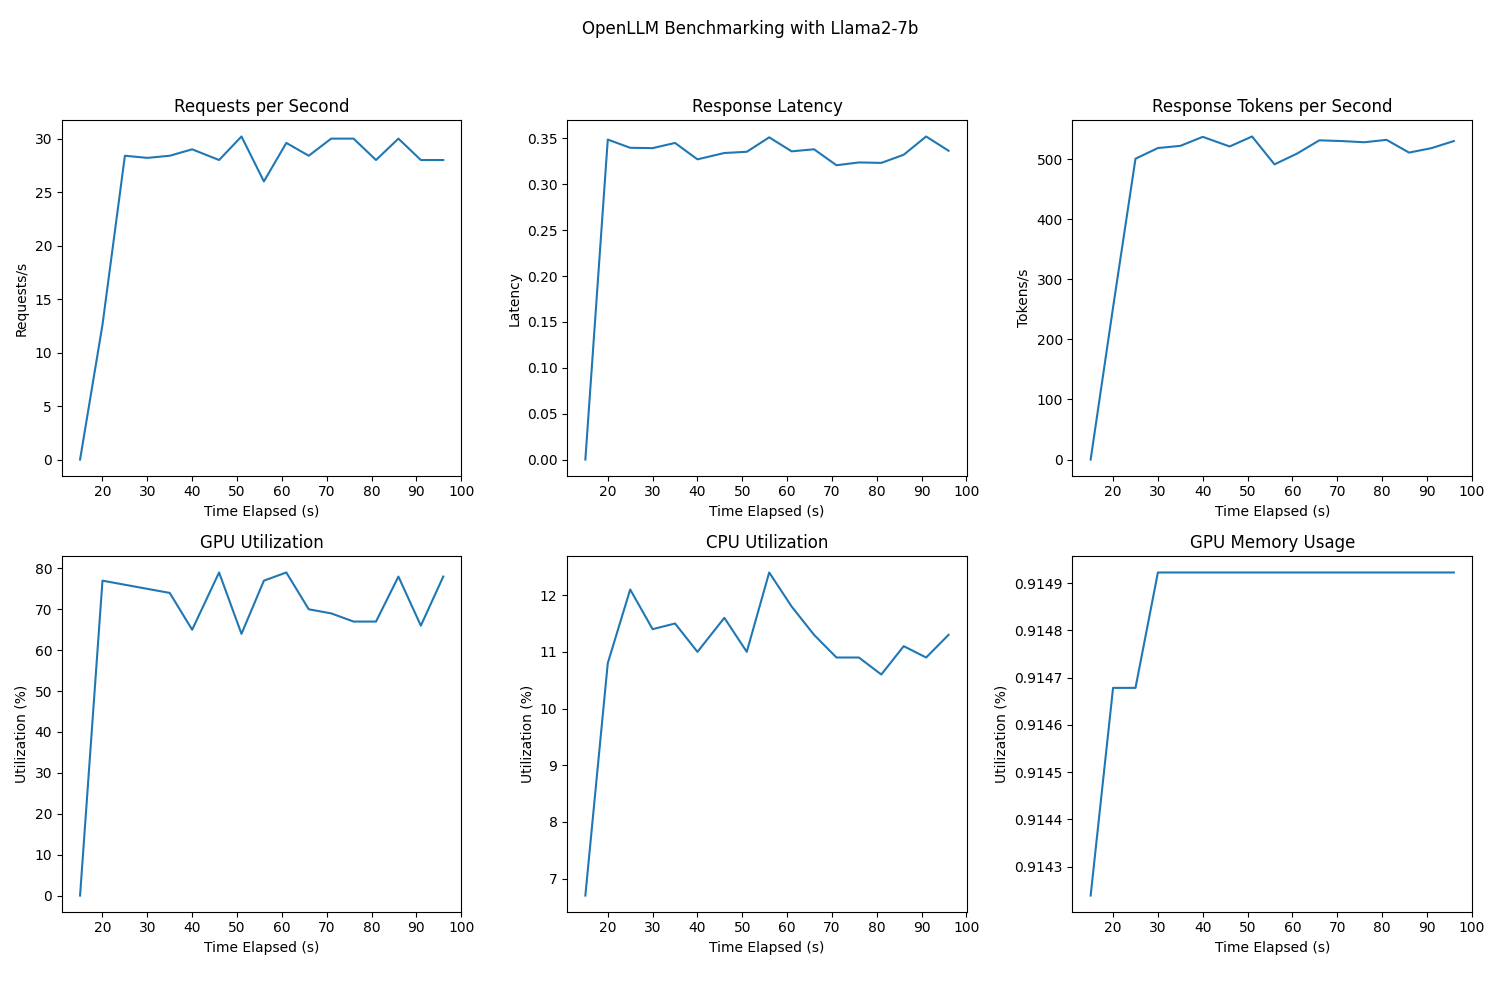 OpenLLM Benchmarking with Llama2-7b
Requests per Second
Requests/s
30
25
20
15
10
5
0
20 30 40 50 60 70 80 90 100
Time Elapsed (s)
Response Latency
Latency
0.35
0.30
0.25
0.20
0.15
0.10
0.05
0.00
20 30 40 50 60 70 80 90 100
Time Elapsed (s)
Response Tokens per Second
Tokens/s
500
400
300
200
100
0
20 30 40 50 60 70 80 90 100
Time Elapsed (s)
GPU Utilization
Utilization (%)
80
70
60
50
40
30
20
10
0
20 30 40 50 60 70 80 90 100
Time Elapsed (s)
CPU Utilization
Utilization (%)
12
11
10
9
8
7
20 30 40 50 60 70 80 90 100
Time Elapsed (s)
GPU Memory Usage
Utilization (%)
0.9149
0.9148
0.9147
0.9146
0.9145
0.9144
0.9143
20 30 40 50 60 70 80 90 100
Time Elapsed (s)